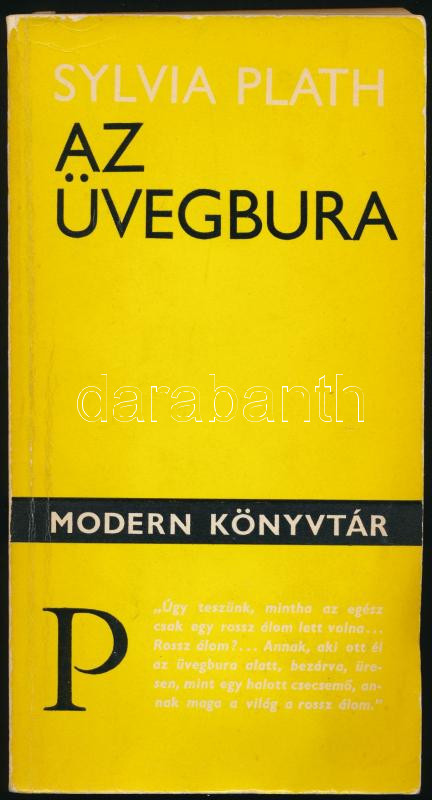 SYLVIA PLATH
AZ
ÜVEGBURA
darabanth
MODERN KÖNYVTÁR
P
„Úgy teszünk, mintha az egész
csak egy rossz álom lett volna...
Rossz álom?... Annak, aki ott él
az üvegbura alatt, bezárva, üre-
sen, mint egy halott csecsemő, an-
nak maga a világ a rossz álom.”